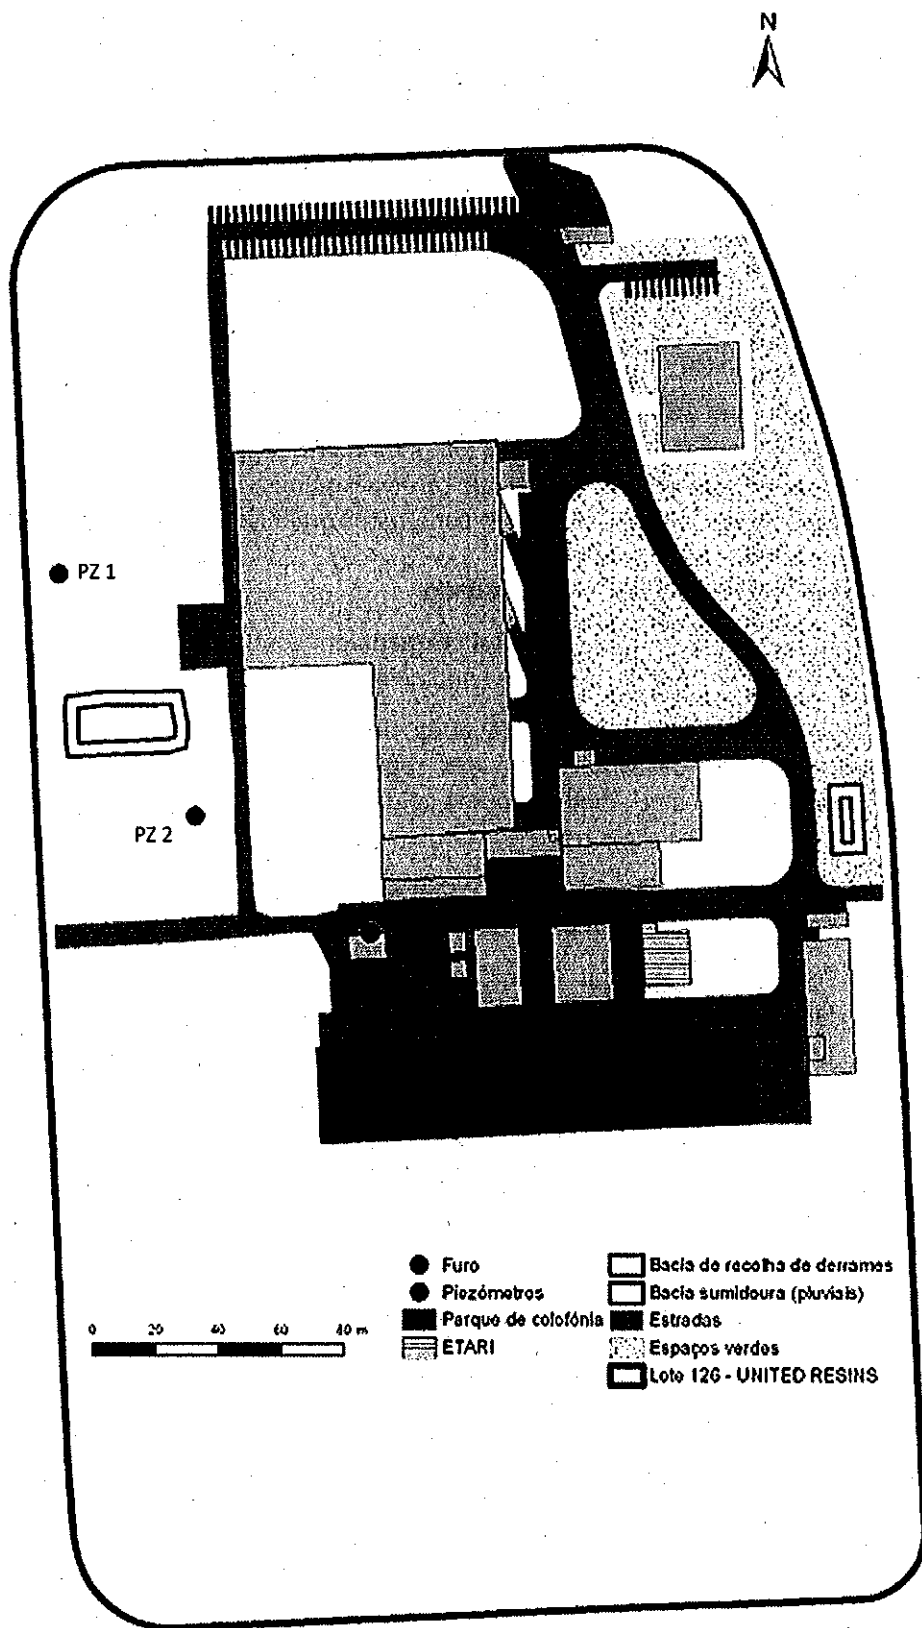 N
PZ 1
PZ 2
Furo
Piezómetros
Parque de colofónia
ETARI
Bacia de recolha de derrames
Bacia sumidoura (pluviais)
Estradas
Espaços verdes
Lote 126 - UNITED RESINS
0 20 40 60 80 m